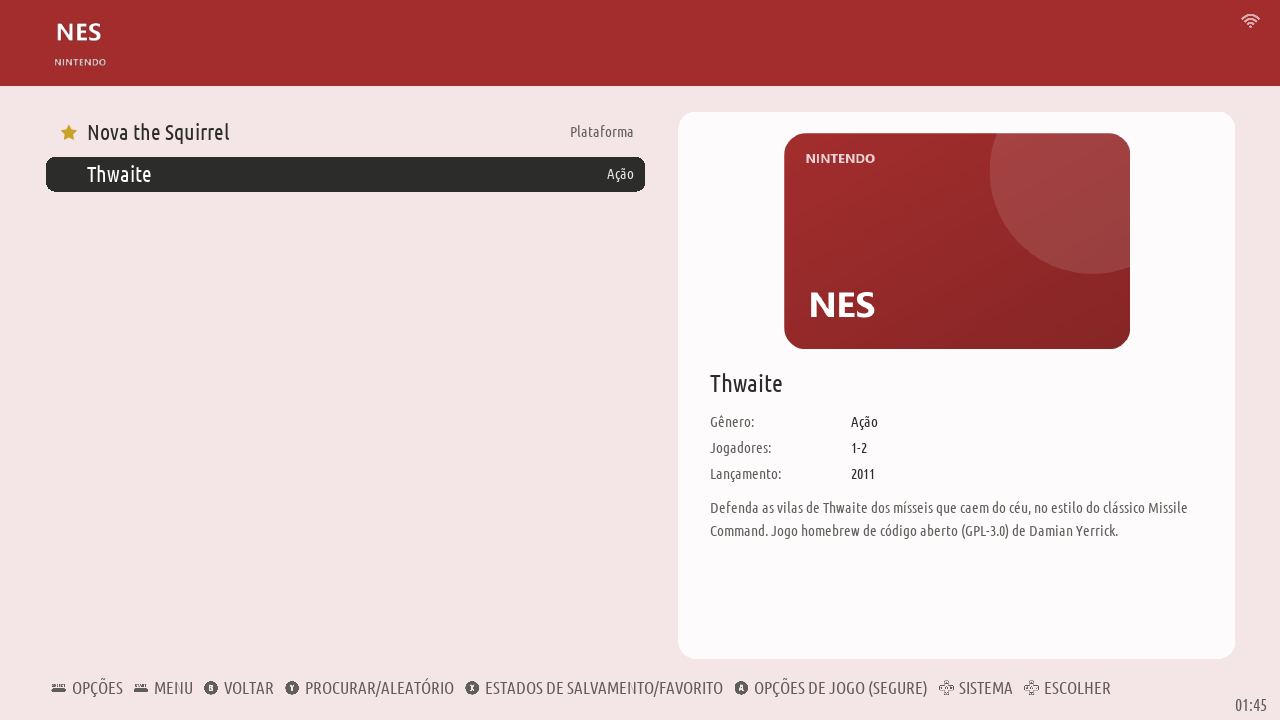 NES
NINTENDO
Nova the Squirrel
Plataforma
Thwaite
Ação
NINTENDO
NES
Thwaite
Gênero: Ação
Jogadores: 1-2
Lançamento: 2011
Defenda as vilas de Thwaite dos mísseis que caem do céu, no estilo do clássico Missile
Command. Jogo homebrew de código aberto (GPL-3.0) de Damian Yerrick.
SELECT OPÇÕES START MENU B VOLTAR Y PROCURAR/ALEATÓRIO X ESTADOS DE SALVAMENTO/FAVORITO A OPÇÕES DE JOGO (SEGURE) SISTEMA ESCOLHER
01:45